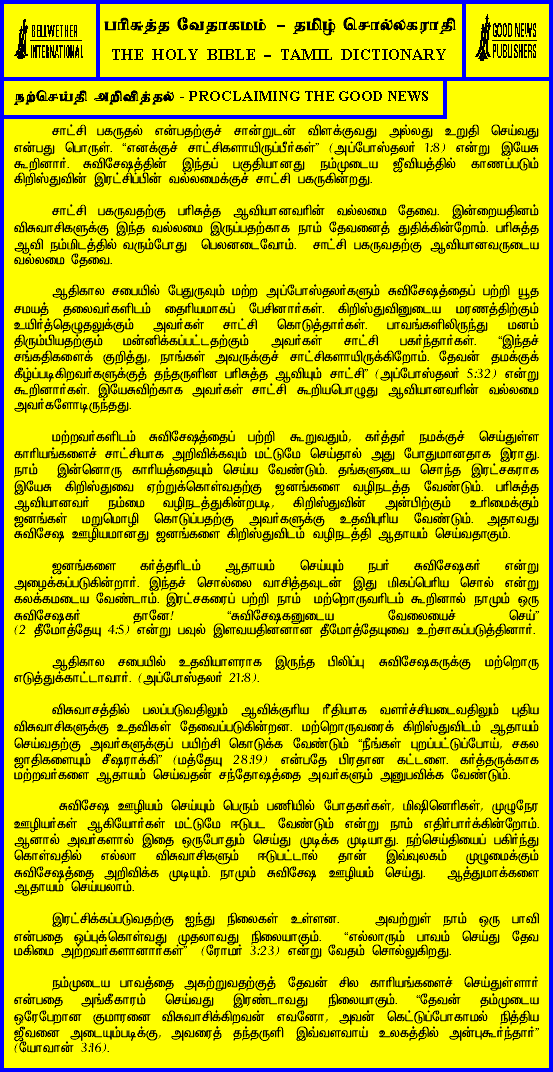 BELLWETHER
INTERNATIONAL
பரிசுத்த வேதாகமம் – தமிழ் சொல்லகராதி
THE HOLY BIBLE – TAMIL DICTIONARY
GOOD NEWS
PUBLISHERS
நற்செய்தி அறிவித்தல் - PROCLAIMING THE GOOD NEWS
சாட்சி பகருதல் என்பதற்குச் சான்றுடன் விளக்குவது அல்லது உறுதி செய்வது
என்பது பொருள். “எனக்குச் சாட்சிகளாயிருப்பீர்கள்” (அப்போஸ்தலர் 1:8) என்று இயேசு
கூறினார். சுவிசேஷத்தின் இந்தப் பகுதியானது நம்முடைய ஜீவியத்தில் காணப்படும்
கிறிஸ்துவின் இரட்சிப்பின் வல்லமைக்குச் சாட்சி பகருகின்றது.
சாட்சி பகருவதற்கு பரிசுத்த ஆவியானவரின் வல்லமை தேவை. இன்றையதினம்
விசுவாசிகளுக்கு இந்த வல்லமை இருப்பதற்காக நாம் தேவனைத் துதிக்கின்றோம். பரிசுத்த
ஆவி நம்மிடத்தில் வரும்போது பெலனடைவோம். சாட்சி பகருவதற்கு ஆவியானவருடைய
வல்லமை தேவை.
ஆதிகால சபையில் பேதுருவும் மற்ற அப்போஸ்தலர்களும் சுவிசேஷத்தைப் பற்றி யூத
சமயத் தலைவர்களிடம் தைரியமாகப் பேசினார்கள். கிறிஸ்துவினுடைய மரணத்திற்கும்
உயிர்த்தெழுதலுக்கும் அவர்கள் சாட்சி கொடுத்தார்கள். பாவங்களிலிருந்து மனம்
திரும்பியதற்கும் மன்னிக்கப்பட்டதற்கும் அவர்கள் சாட்சி பகர்ந்தார்கள். “இந்தச்
சங்கதிகளைக் குறித்து, நாங்கள் அவருக்குச் சாட்சிகளாயிருக்கிறோம். தேவன் தமக்குக்
கீழ்ப்படிகிறவர்களுக்குத் தந்தருளின பரிசுத்த ஆவியும் சாட்சி” (அப்போஸ்தலர் 5:32) என்று
கூறினார்கள். இயேசுவிற்காக அவர்கள் சாட்சி கூறியபொழுது ஆவியானவரின் வல்லமை
அவர்களோடிருந்தது.
மற்றவர்களிடம் சுவிசேஷத்தைப் பற்றி கூறுவதும், கர்த்தர் நமக்குச் செய்துள்ள
காரியங்களைச் சாட்சியாக அறிவிக்கவும் மட்டுமே செய்தால் அது போதுமானதாக இராது.
நாம் இன்னொரு காரியத்தையும் செய்ய வேண்டும். தங்களுடைய சொந்த இரட்சகராக
இயேசு கிறிஸ்துவை ஏற்றுக்கொள்வதற்கு ஜனங்களை வழிநடத்த வேண்டும். பரிசுத்த
ஆவியானவர் நம்மை வழிநடத்துகின்றபடி, கிறிஸ்துவின் அன்பிற்கும் உரிமைக்கும்
ஜனங்கள் மறுமொழி கொடுப்பதற்கு அவர்களுக்கு உதவிபுரிய வேண்டும். அதாவது
சுவிசேஷ ஊழியமானது ஜனங்களை கிறிஸ்துவிடம் வழிநடத்தி ஆதாயம் செய்வதாகும்.
ஜனங்களை கர்த்தரிடம் ஆதாயம் செய்யும் நபர் சுவிசேஷகர் என்று
அழைக்கப்படுகின்றார். இந்தச் சொல்லை வாசித்தவுடன் இது மிகப்பெரிய சொல் என்று
கலக்கமடைய வேண்டாம். இரட்சகரைப் பற்றி நாம் மற்றொருவரிடம் கூறினால் நாமும் ஒரு
சுவிசேஷகர் தானே! “சுவிசேஷகனுடைய வேலையைச் செய்”
(2 தீமோத்தேயு 4:5) என்று பவுல் இளவயதினனான தீமோத்தேயுவை உற்சாகப்படுத்தினார்.
ஆதிகால சபையில் உதவியாளராக இருந்த பிலிப்பு சுவிசேஷகருக்கு மற்றொரு
எடுத்துக்காட்டாவார். (அப்போஸ்தலர் 21:8).
விசுவாசத்தில் பலப்படுவதிலும் ஆவிக்குரிய ரீதியாக வளர்ச்சியடைவதிலும் புதிய
விசுவாசிகளுக்கு உதவிகள் தேவைப்படுகின்றன. மற்றொருவரைக் கிறிஸ்துவிடம் ஆதாயம்
செய்வதற்கு அவர்களுக்குப் பயிற்சி கொடுக்க வேண்டும் “நீங்கள் புறப்பட்டுப்போய், சகல
ஜாதிகளையும் சீஷராக்கி” (மத்தேயு 28:19) என்பதே பிரதான கட்டளை. கர்த்தருக்காக
மற்றவர்களை ஆதாயம் செய்வதன் சந்தோஷத்தை அவர்களும் அனுபவிக்க வேண்டும்.
சுவிசேஷ ஊழியம் செய்யும் பெரும் பணியில் போதகர்கள், மிஷினெரிகள், முழுநேர
ஊழியர்கள் ஆகியோர்கள் மட்டுமே ஈடுபட வேண்டும் என்று நாம் எதிர்பார்க்கின்றோம்.
ஆனால் அவர்களால் இதை ஒருபோதும் செய்து முடிக்க முடியாது. நற்செய்தியைப் பகிர்ந்து
கொள்வதில் எல்லா விசுவாசிகளும் ஈடுபட்டால் தான் இவ்வுலகம் முழுமைக்கும்
சுவிசேஷத்தை அறிவிக்க முடியும். நாமும் சுவிசேஷ ஊழியம் செய்து. ஆத்துமாக்களை
ஆதாயம் செய்யலாம்.
இரட்சிக்கப்படுவதற்கு ஐந்து நிலைகள் உள்ளன. அவற்றுள் நாம் ஒரு பாவி
என்பதை ஒப்புக்கொள்வது முதலாவது நிலையாகும். “எல்லாரும் பாவம் செய்து தேவ
மகிமை அற்றவர்களானார்கள்” (ரோமர் 3:23) என்று வேதம் சொல்லுகிறது.
நம்முடைய பாவத்தை அகற்றுவதற்குத் தேவன் சில காரியங்களைச் செய்துள்ளார்
என்பதை அங்கீகாரம் செய்வது இரண்டாவது நிலையாகும். “தேவன் தம்முடைய
ஒரேபேறான குமாரனை விசுவாசிக்கிறவன் எவனோ, அவன் கெட்டுப்போகாமல் நித்திய
ஜீவனை அடையும்படிக்கு, அவரைத் தந்தருளி இவ்வளவாய் உலகத்தில் அன்புகூர்ந்தார்”
(யோவான் 3:16).